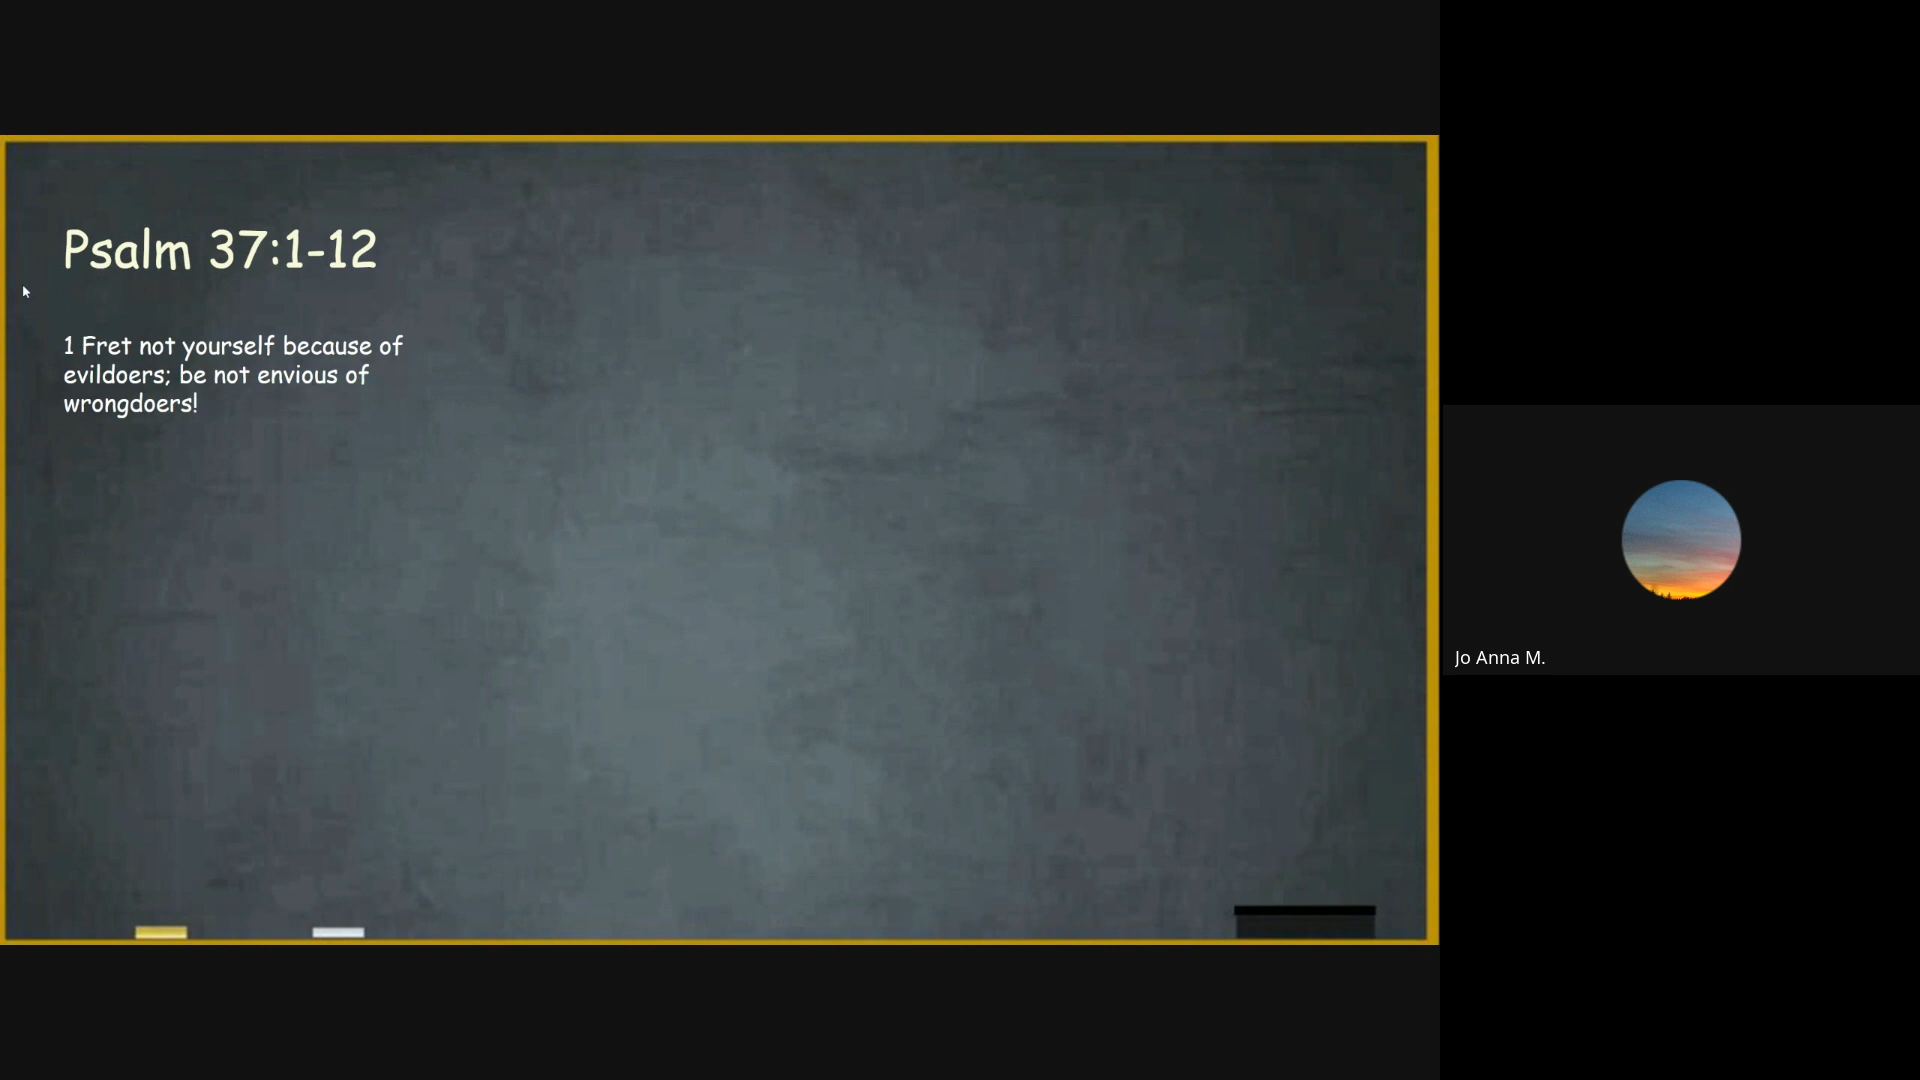 Psalm 37:1-12
1 Fret not yourself because of
evildoers; be not envious of
wrongdoers!
Jo Anna M.